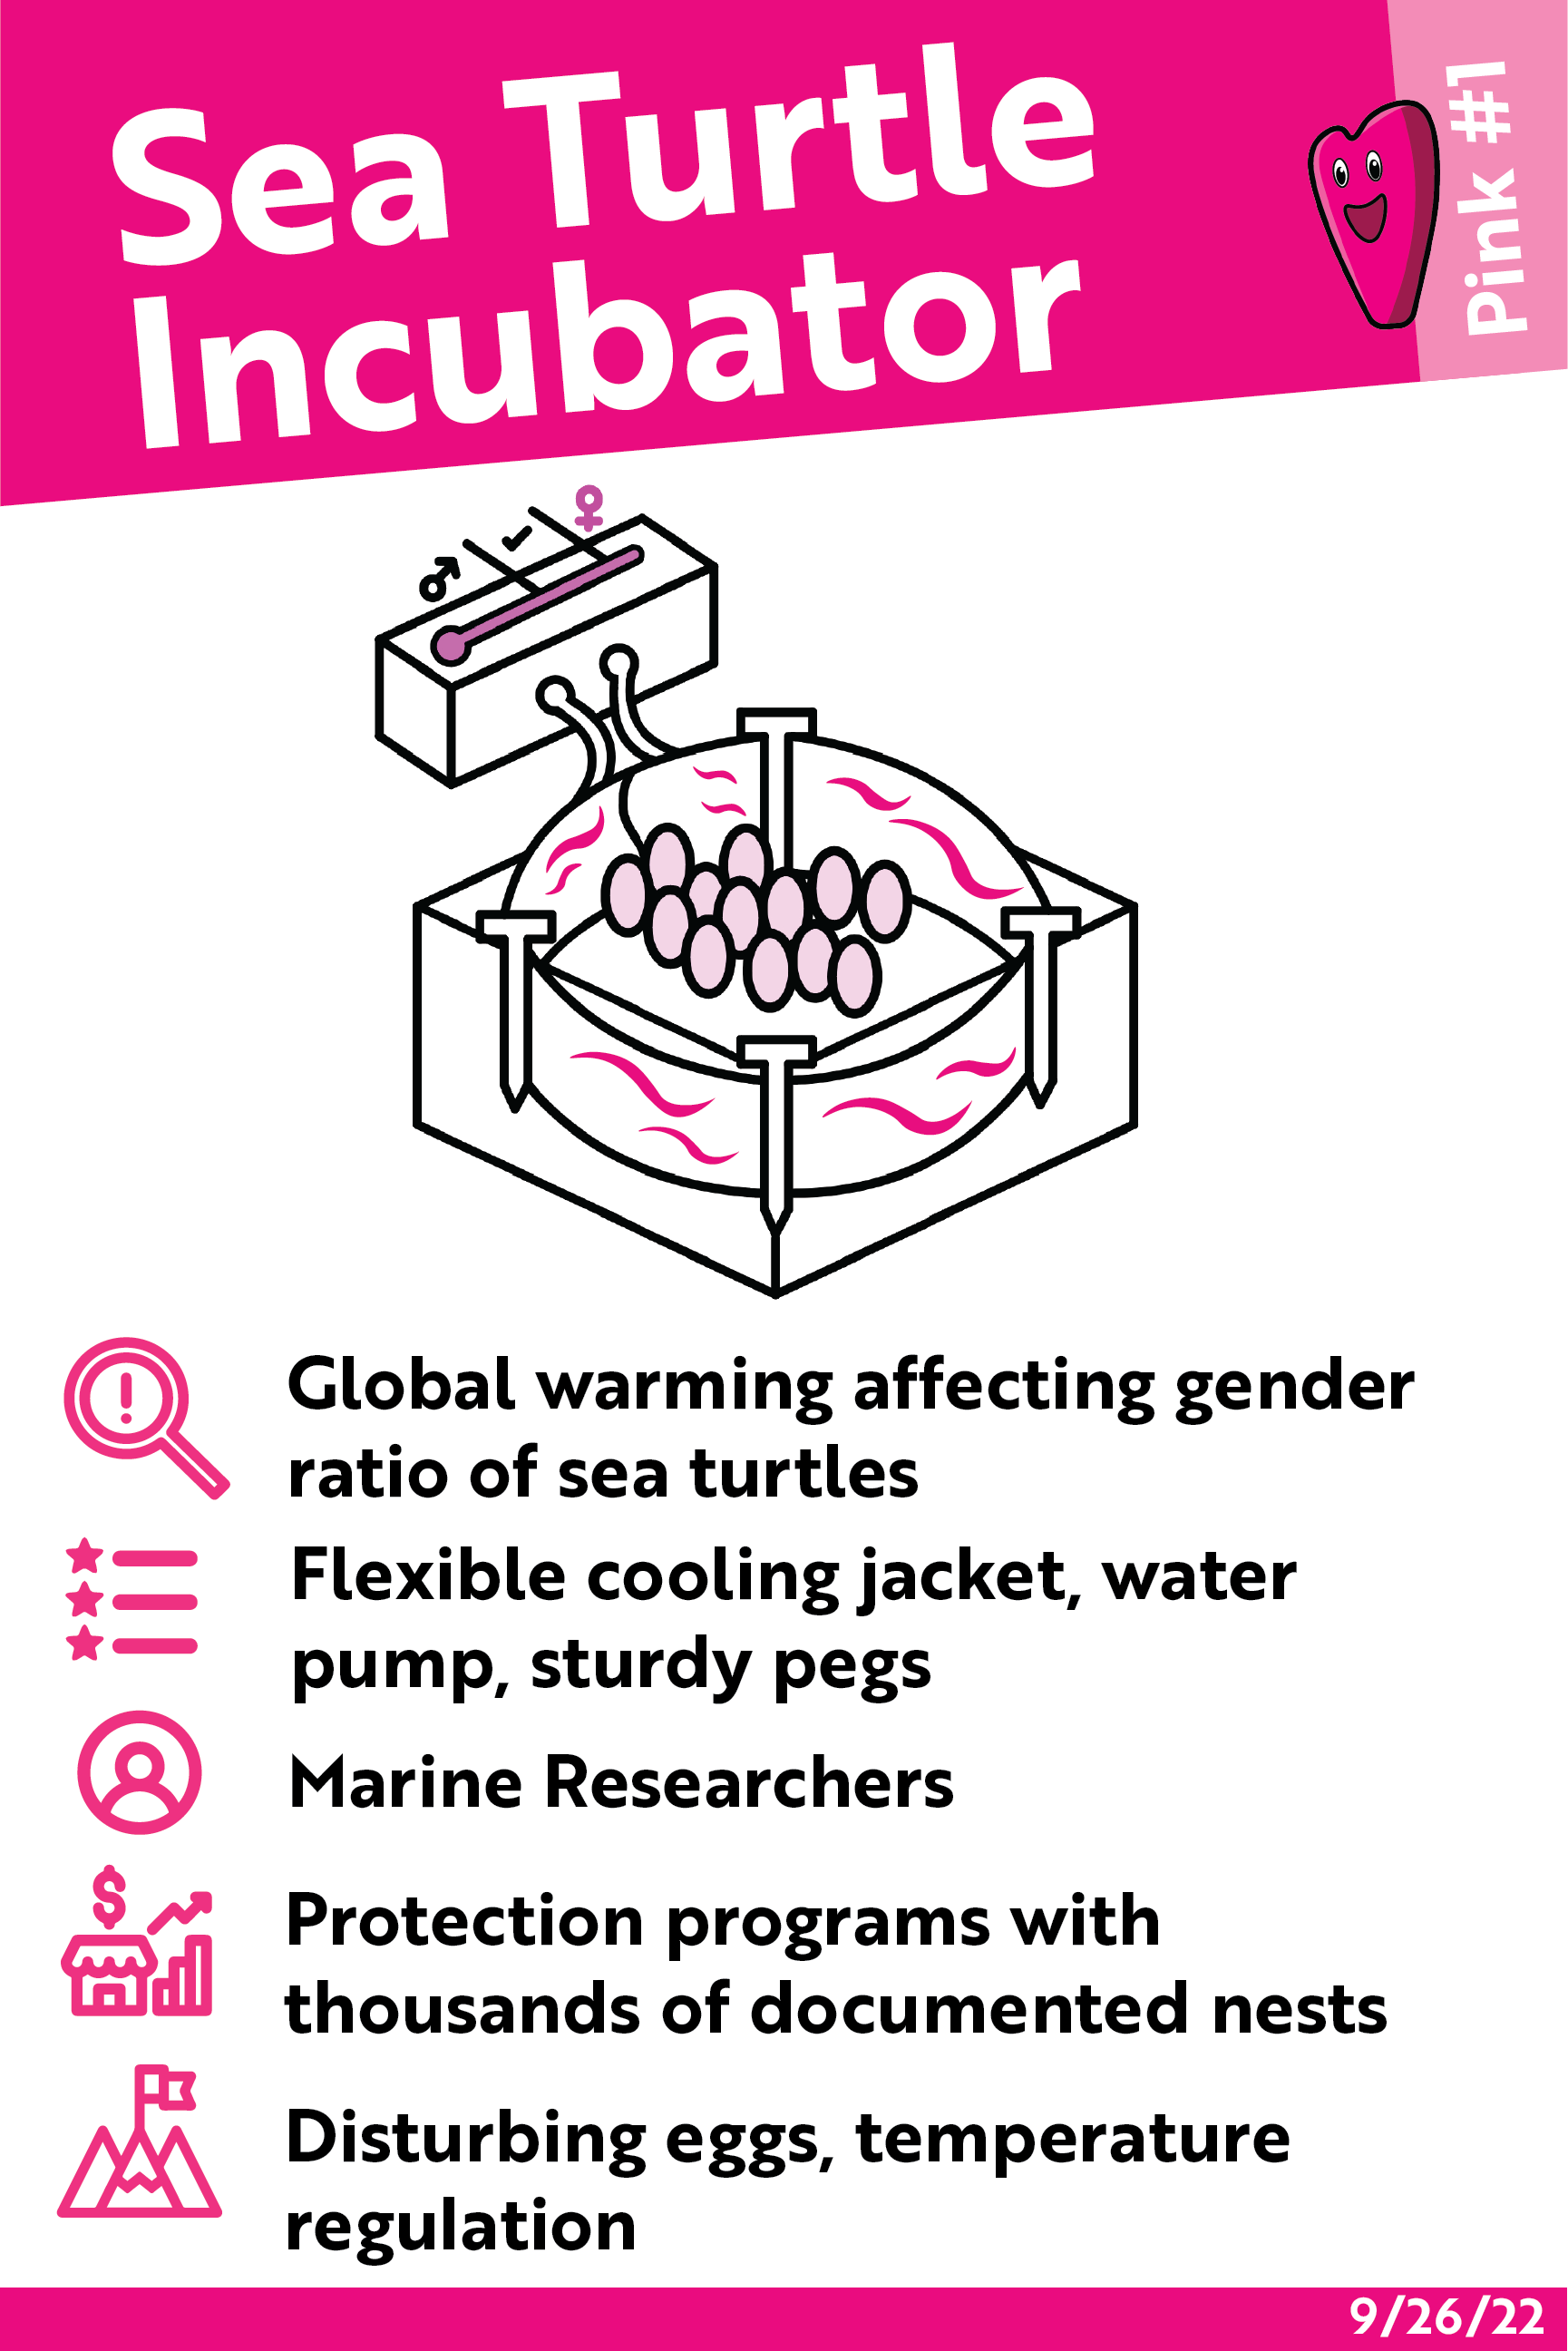 Sea Turtle
Incubator
Pink #1
Global warming affecting gender
ratio of sea turtles
Flexible cooling jacket, water
pump, sturdy pegs
Marine Researchers
Protection programs with
thousands of documented nests
Disturbing eggs, temperature
regulation
9/26/22